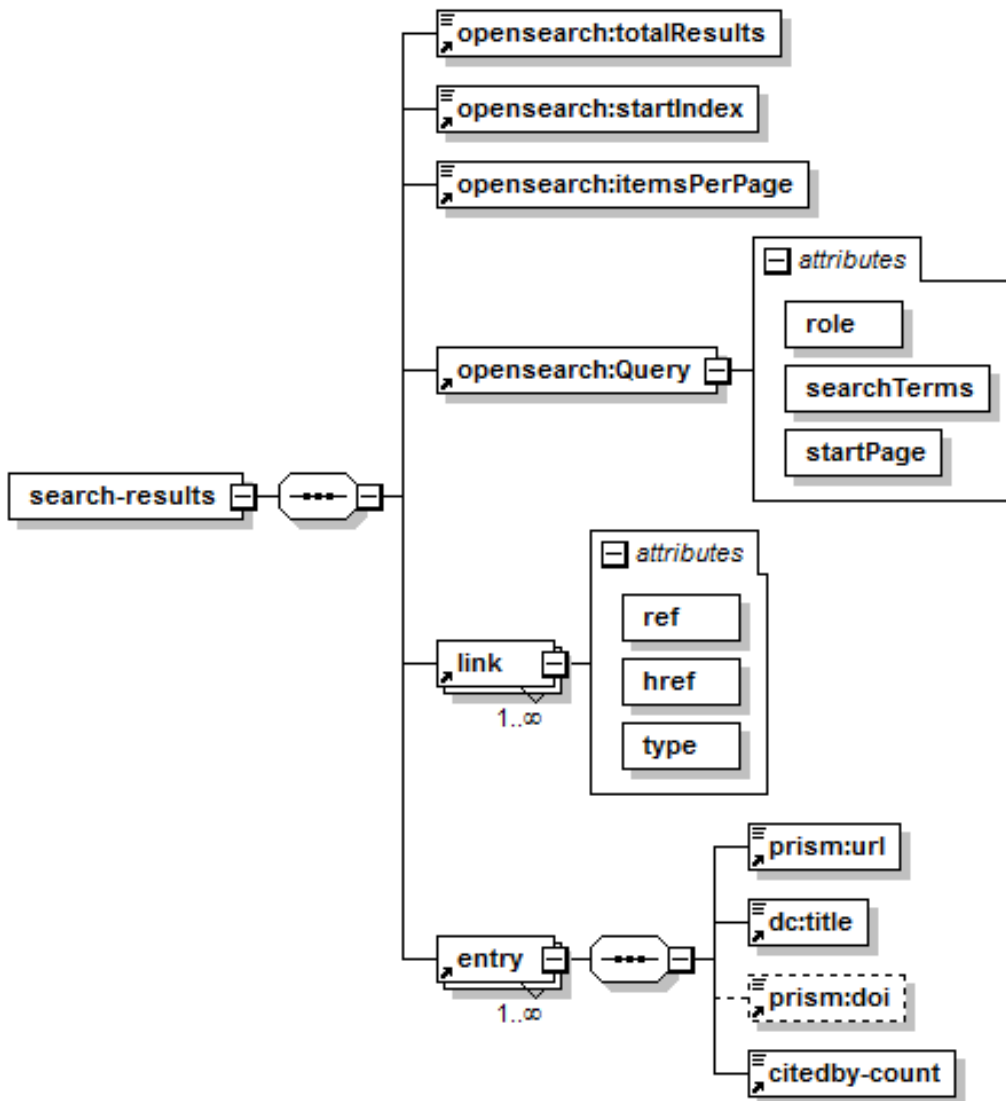 opensearch:totalResults
opensearch:startIndex
opensearch:itemsPerPage
attributes
role
opensearch:Query
searchTerms
startPage
search-results
attributes
ref
link
href
1..∞
type
prism:url
dc:title
entry
prism:doi
1..∞
citedby-count